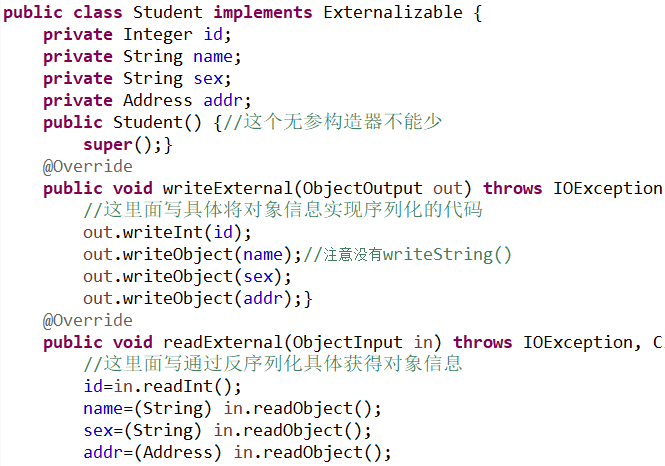 public class Student implements Externalizable {
private Integer id;
private String name;
private String sex;
private Address addr;
public Student() {//这个无参构造器不能少
super();}
@Override
public void writeExternal(ObjectOutput out) throws IOException
//这里面写具体将对象信息实现序列化的代码
out.writeInt(id);
out.writeObject(name);//注意没有writeString()
out.writeObject(sex);
out.writeObject(addr);}
@Override
public void readExternal(ObjectInput in) throws IOException, C
//这里面写通过反序列化具体获得对象信息
id=in.readInt();
name=(String) in.readObject();
sex=(String) in.readObject();
addr=(Address) in.readObject();